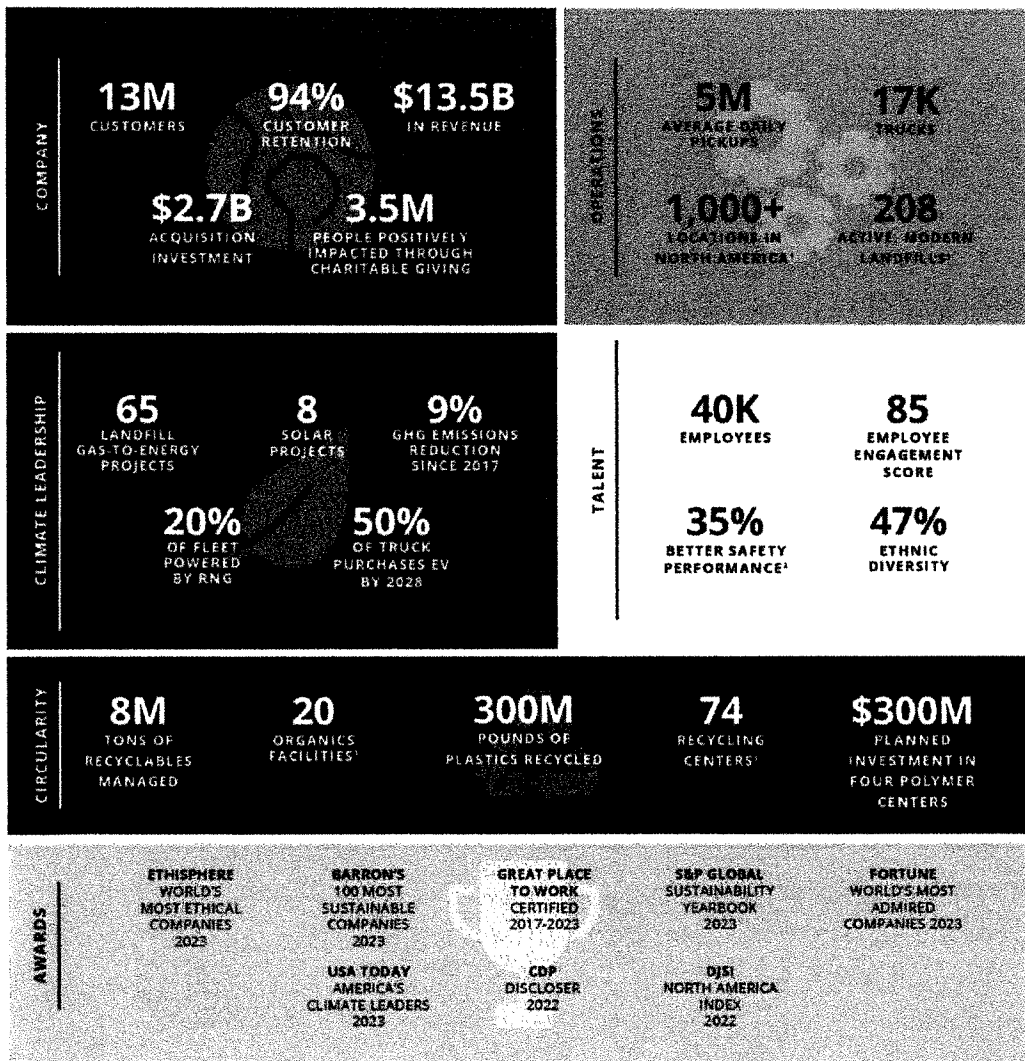 COMPANY
13M
CUSTOMERS
94%
CUSTOMER
RETENTION
$13.5B
IN REVENUE
$2.7B
ACQUISITION
INVESTMENT
3.5M
PEOPLE POSITIVELY
IMPACTED THROUGH
CHARITABLE GIVING
OPERATIONS
5M
AVERAGE DAILY
PICKUPS
17K
TRUCKS
1,000+
LOCATIONS IN
NORTH AMERICA¹
208
ACTIVE, MODERN
LANDFILLS¹
CLIMATE LEADERSHIP
65
LANDFILL
GAS-TO-ENERGY
PROJECTS
8
SOLAR
PROJECTS
9%
GHG EMISSIONS
REDUCTION
SINCE 2017
20%
OF FLEET
POWERED
BY RNG
50%
OF TRUCK
PURCHASES EV
BY 2028
TALENT
40K
EMPLOYEES
85
EMPLOYEE
ENGAGEMENT
SCORE
35%
BETTER SAFETY
PERFORMANCE²
47%
ETHNIC
DIVERSITY
CIRCULARITY
8M
TONS OF
RECYCLABLES
MANAGED
20
ORGANICS
FACILITIES¹
300M
POUNDS OF
PLASTICS RECYCLED
74
RECYCLING
CENTERS¹
$300M
PLANNED
INVESTMENT IN
FOUR POLYMER
CENTERS
AWARDS
ETHISPHERE
WORLD'S
MOST ETHICAL
COMPANIES
2023
BARRON'S
100 MOST
SUSTAINABLE
COMPANIES
2023
GREAT PLACE
TO WORK
CERTIFIED
2017-2023
S&P GLOBAL
SUSTAINABILITY
YEARBOOK
2023
FORTUNE
WORLD'S MOST
ADMIRED
COMPANIES 2023
USA TODAY
AMERICA'S
CLIMATE LEADERS
2023
CDP
DISCLOSER
2022
DJSI
NORTH AMERICA
INDEX
2022